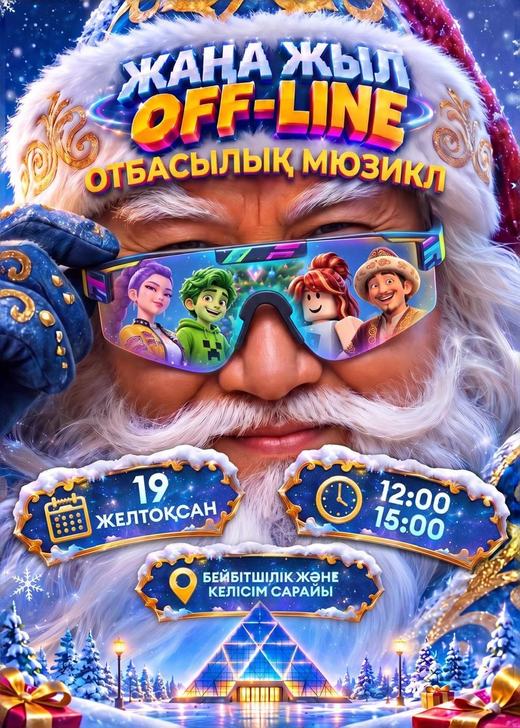 ЖАҢА ЖЫЛ
OFF-LINE
ОТБАСЫЛЫҚ МЮЗИКЛ
19
ЖЕЛТОҚСАН
12:00
15:00
БЕЙБІТШІЛІК ЖӘНЕ
КЕЛІСІМ САРАЙЫ